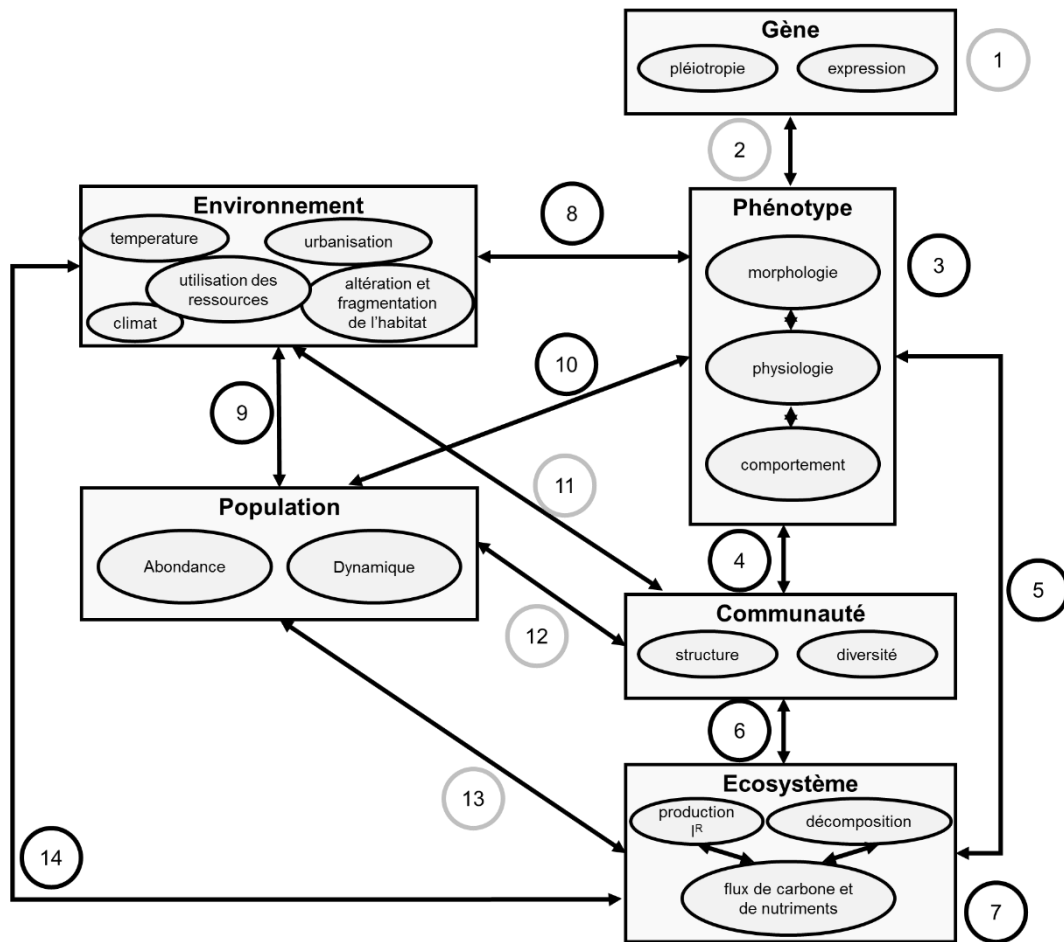 Gène
pléiotropie
expression
1
2
Environnement
temperature
urbanisation
utilisation des
ressources
altération et
fragmentation
de l'habitat
climat
8
Phénotype
morphologie
physiologie
comportement
3
10
9
11
Population
Abondance
Dynamique
4
5
12
Communauté
structure
diversité
6
13
Ecosystème
production
Iᴿ
décomposition
flux de carbone et
de nutriments
14
7